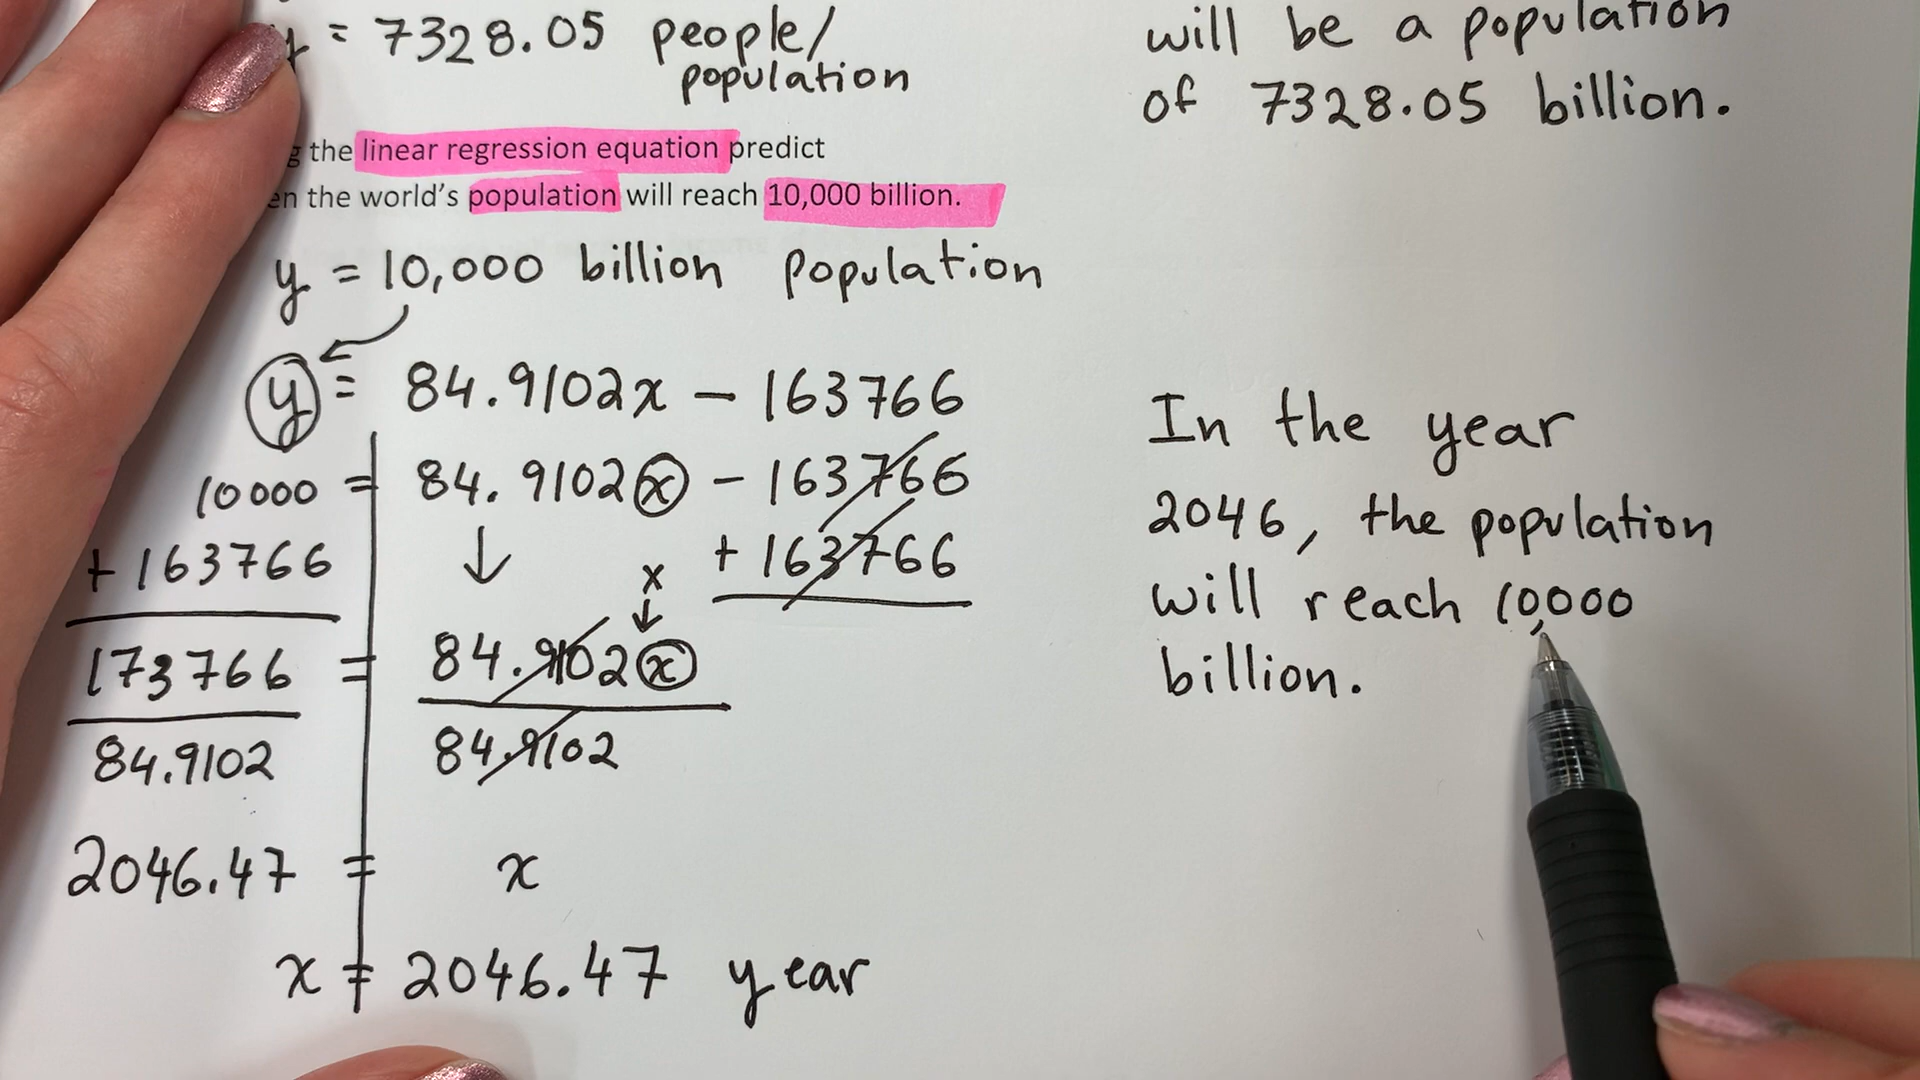 y = 7328.05 people/
population
will be a population
of 7328.05 billion.
the linear regression equation predict
the world's population will reach 10,000 billion.
y = 10,000 billion population
y = 84.9102x - 163766
10000 = 84.9102x - 163766
+ 163766 + 163766
x
173766 = 84.9102x
84.9102 84.9102
2046.47 = x
x = 2046.47 year
In the year
2046, the population
will reach 10,000
billion.